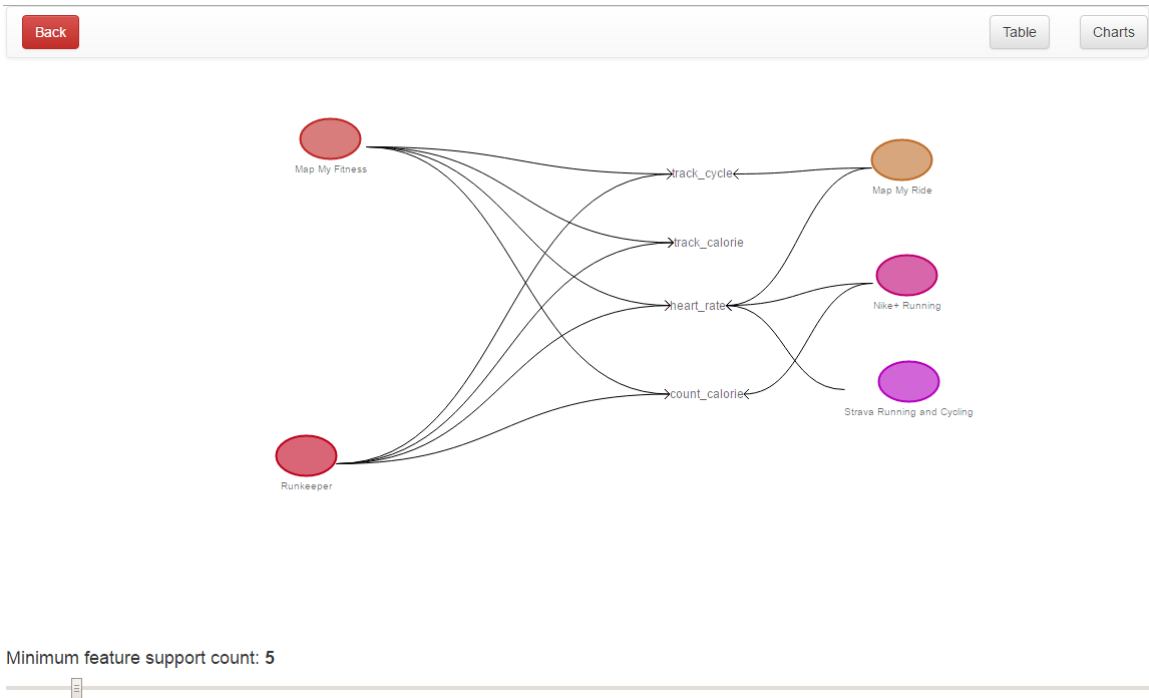 Back
Table
Charts
Map My Fitness
track_cycle
Map My Ride
track_calorie
Nike+ Running
heart_rate
Strava Running and Cycling
count_calorie
Runkeeper
Minimum feature support count: 5